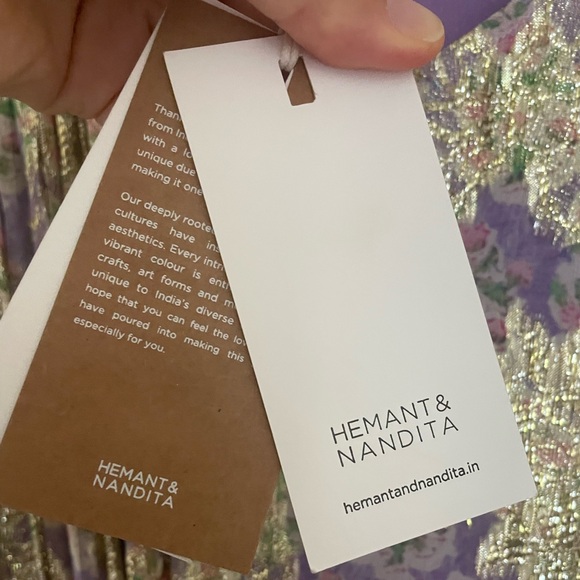 from
with a
unique due
making it one
Our deeply
cultures have
aesthetics. Every
vibrant colour is
crafts, art forms and
unique to India's diverse
hope that you can feel the
have poured into making this
especially for you.
HEMANT&
NANDITA
HEMANT&
NANDITA
hemantandnandita.in